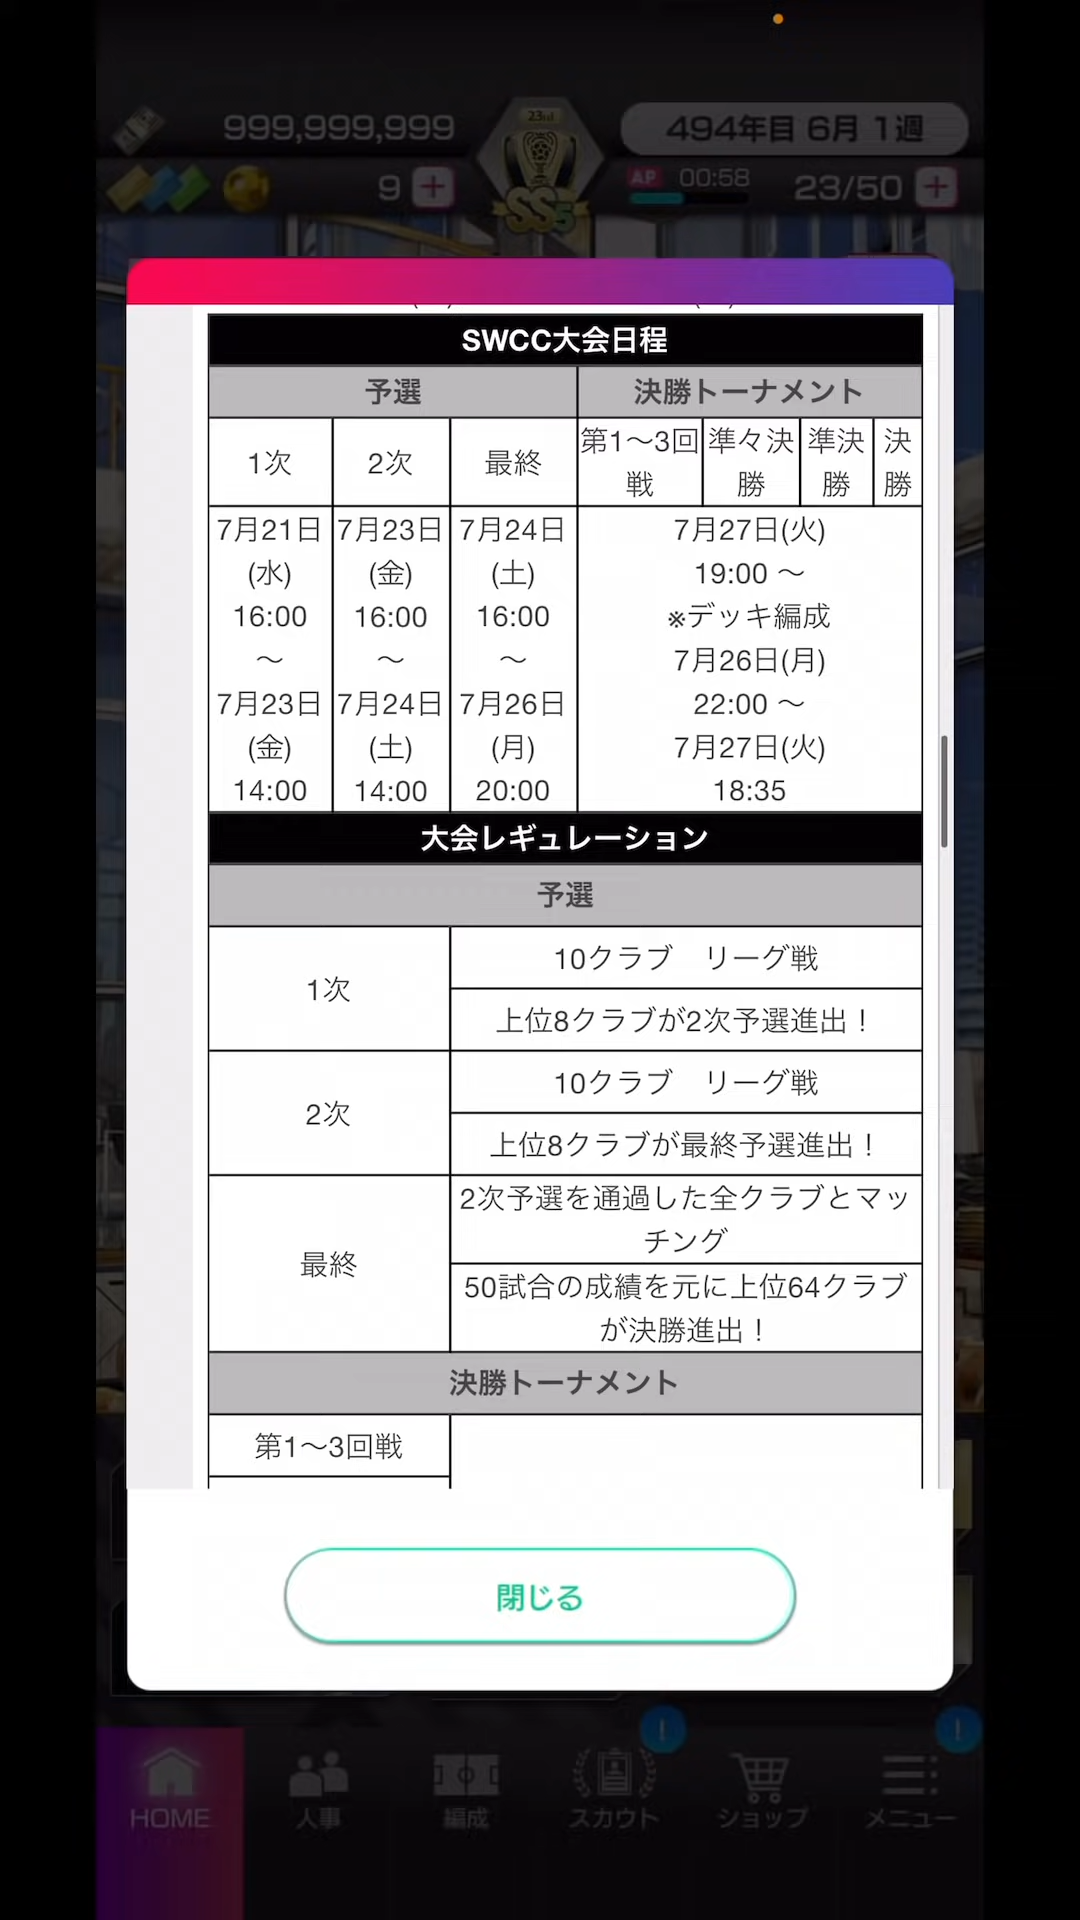 23rd
999,999,999
494年目 6月 1週
9
SS5
AP 00:58
23/50
SWCC大会日程
予選
決勝トーナメント
1次
2次
最終
第1〜3回
戦
準々決
勝
準決
勝
決
勝
7月21日
(水)
16:00
〜
7月23日
(金)
14:00
7月23日
(金)
16:00
〜
7月24日
(土)
14:00
7月24日
(土)
16:00
〜
7月26日
(月)
20:00
7月27日(火)
19:00 〜
※デッキ編成
7月26日(月)
22:00 〜
7月27日(火)
18:35
大会レギュレーション
予選
1次
10クラブ　リーグ戦
上位8クラブが2次予選進出！
2次
10クラブ　リーグ戦
上位8クラブが最終予選進出！
最終
2次予選を通過した全クラブとマッ
チング
50試合の成績を元に上位64クラブ
が決勝進出！
決勝トーナメント
第1〜3回戦
閉じる
HOME
人事
編成
スカウト
ショップ
メニュー